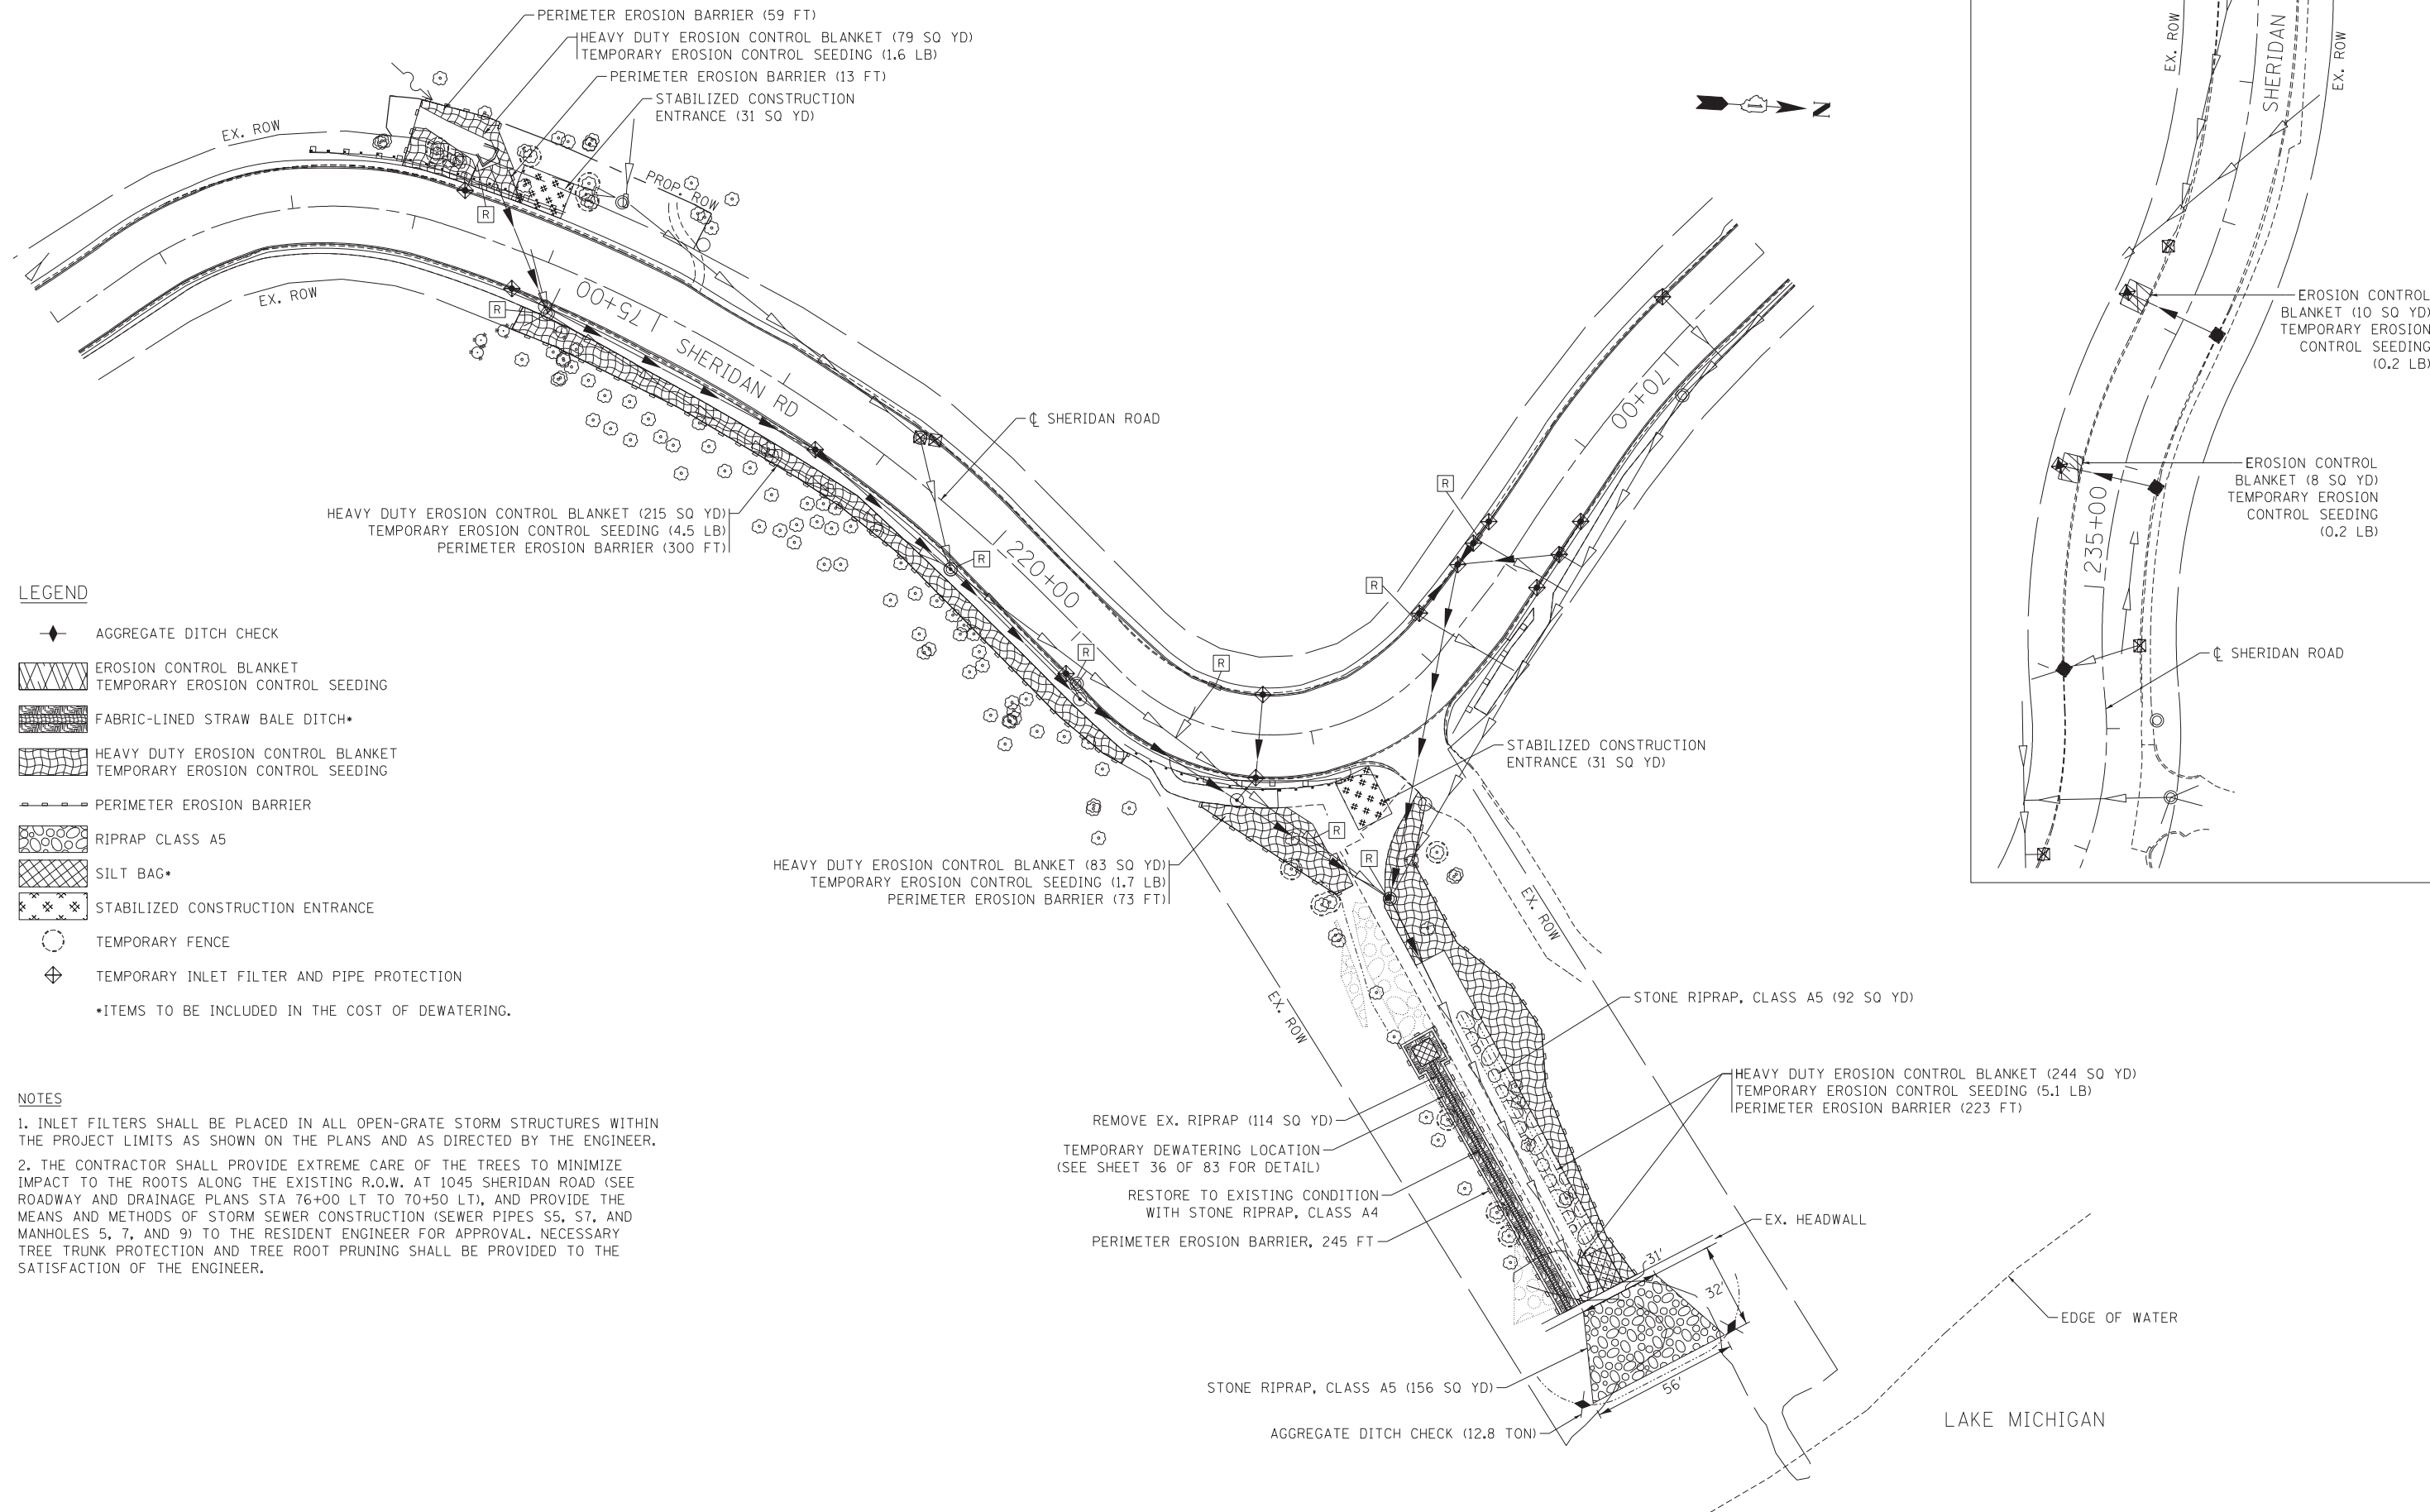 PERIMETER EROSION BARRIER (59 FT)
HEAVY DUTY EROSION CONTROL BLANKET (79 SQ YD)
TEMPORARY EROSION CONTROL SEEDING (1.6 LB)
PERIMETER EROSION BARRIER (13 FT)
STABILIZED CONSTRUCTION
ENTRANCE (31 SQ YD)
EX. ROW
PROP. ROW
R
N
EX. ROW
R
75+00
SHERIDAN RD
℄ SHERIDAN ROAD
70+00
R
HEAVY DUTY EROSION CONTROL BLANKET (215 SQ YD)
TEMPORARY EROSION CONTROL SEEDING (4.5 LB)
PERIMETER EROSION BARRIER (300 FT)
R
220+00
R
R
R
STABILIZED CONSTRUCTION
ENTRANCE (31 SQ YD)
R
R
HEAVY DUTY EROSION CONTROL BLANKET (83 SQ YD)
TEMPORARY EROSION CONTROL SEEDING (1.7 LB)
PERIMETER EROSION BARRIER (73 FT)
EX. ROW
EX. ROW
STONE RIPRAP, CLASS A5 (92 SQ YD)
HEAVY DUTY EROSION CONTROL BLANKET (244 SQ YD)
TEMPORARY EROSION CONTROL SEEDING (5.1 LB)
PERIMETER EROSION BARRIER (223 FT)
REMOVE EX. RIPRAP (114 SQ YD)
TEMPORARY DEWATERING LOCATION
(SEE SHEET 36 OF 83 FOR DETAIL)
RESTORE TO EXISTING CONDITION
WITH STONE RIPRAP, CLASS A4
PERIMETER EROSION BARRIER, 245 FT
EX. HEADWALL
31'
32'
56'
EDGE OF WATER
STONE RIPRAP, CLASS A5 (156 SQ YD)
AGGREGATE DITCH CHECK (12.8 TON)
LAKE MICHIGAN
EX. ROW
SHERIDAN
EX. ROW
EROSION CONTROL
BLANKET (10 SQ YD)
TEMPORARY EROSION
CONTROL SEEDING
(0.2 LB)
EROSION CONTROL
BLANKET (8 SQ YD)
TEMPORARY EROSION
CONTROL SEEDING
(0.2 LB)
235+00
℄ SHERIDAN ROAD
LEGEND
AGGREGATE DITCH CHECK
EROSION CONTROL BLANKET
TEMPORARY EROSION CONTROL SEEDING
FABRIC-LINED STRAW BALE DITCH*
HEAVY DUTY EROSION CONTROL BLANKET
TEMPORARY EROSION CONTROL SEEDING
PERIMETER EROSION BARRIER
RIPRAP CLASS A5
SILT BAG*
STABILIZED CONSTRUCTION ENTRANCE
TEMPORARY FENCE
TEMPORARY INLET FILTER AND PIPE PROTECTION
*ITEMS TO BE INCLUDED IN THE COST OF DEWATERING.
NOTES
1. INLET FILTERS SHALL BE PLACED IN ALL OPEN-GRATE STORM STRUCTURES WITHIN
THE PROJECT LIMITS AS SHOWN ON THE PLANS AND AS DIRECTED BY THE ENGINEER.
2. THE CONTRACTOR SHALL PROVIDE EXTREME CARE OF THE TREES TO MINIMIZE
IMPACT TO THE ROOTS ALONG THE EXISTING R.O.W. AT 1045 SHERIDAN ROAD (SEE
ROADWAY AND DRAINAGE PLANS STA 76+00 LT TO 70+50 LT), AND PROVIDE THE
MEANS AND METHODS OF STORM SEWER CONSTRUCTION (SEWER PIPES S5, S7, AND
MANHOLES 5, 7, AND 9) TO THE RESIDENT ENGINEER FOR APPROVAL. NECESSARY
TREE TRUNK PROTECTION AND TREE ROOT PRUNING SHALL BE PROVIDED TO THE
SATISFACTION OF THE ENGINEER.